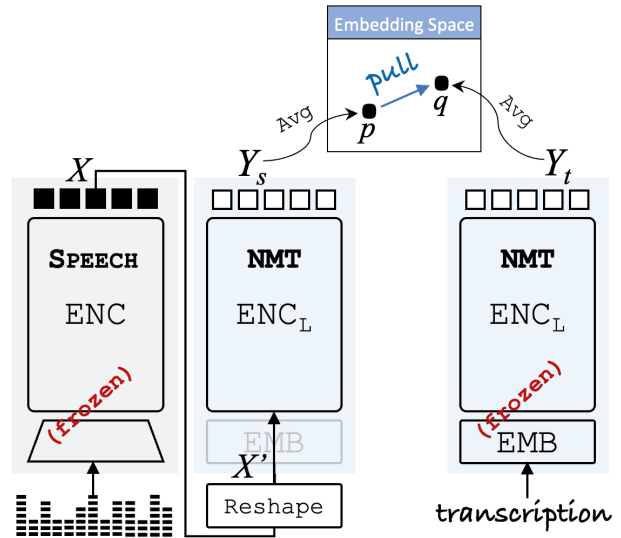 Embedding Space
pull
p
q
Avg
Avg
X
Y_s
Y_t
SPEECH
ENC
(frozen)
NMT
ENC_L
EMB
X'
Reshape
NMT
ENC_L
(frozen)
EMB
transcription